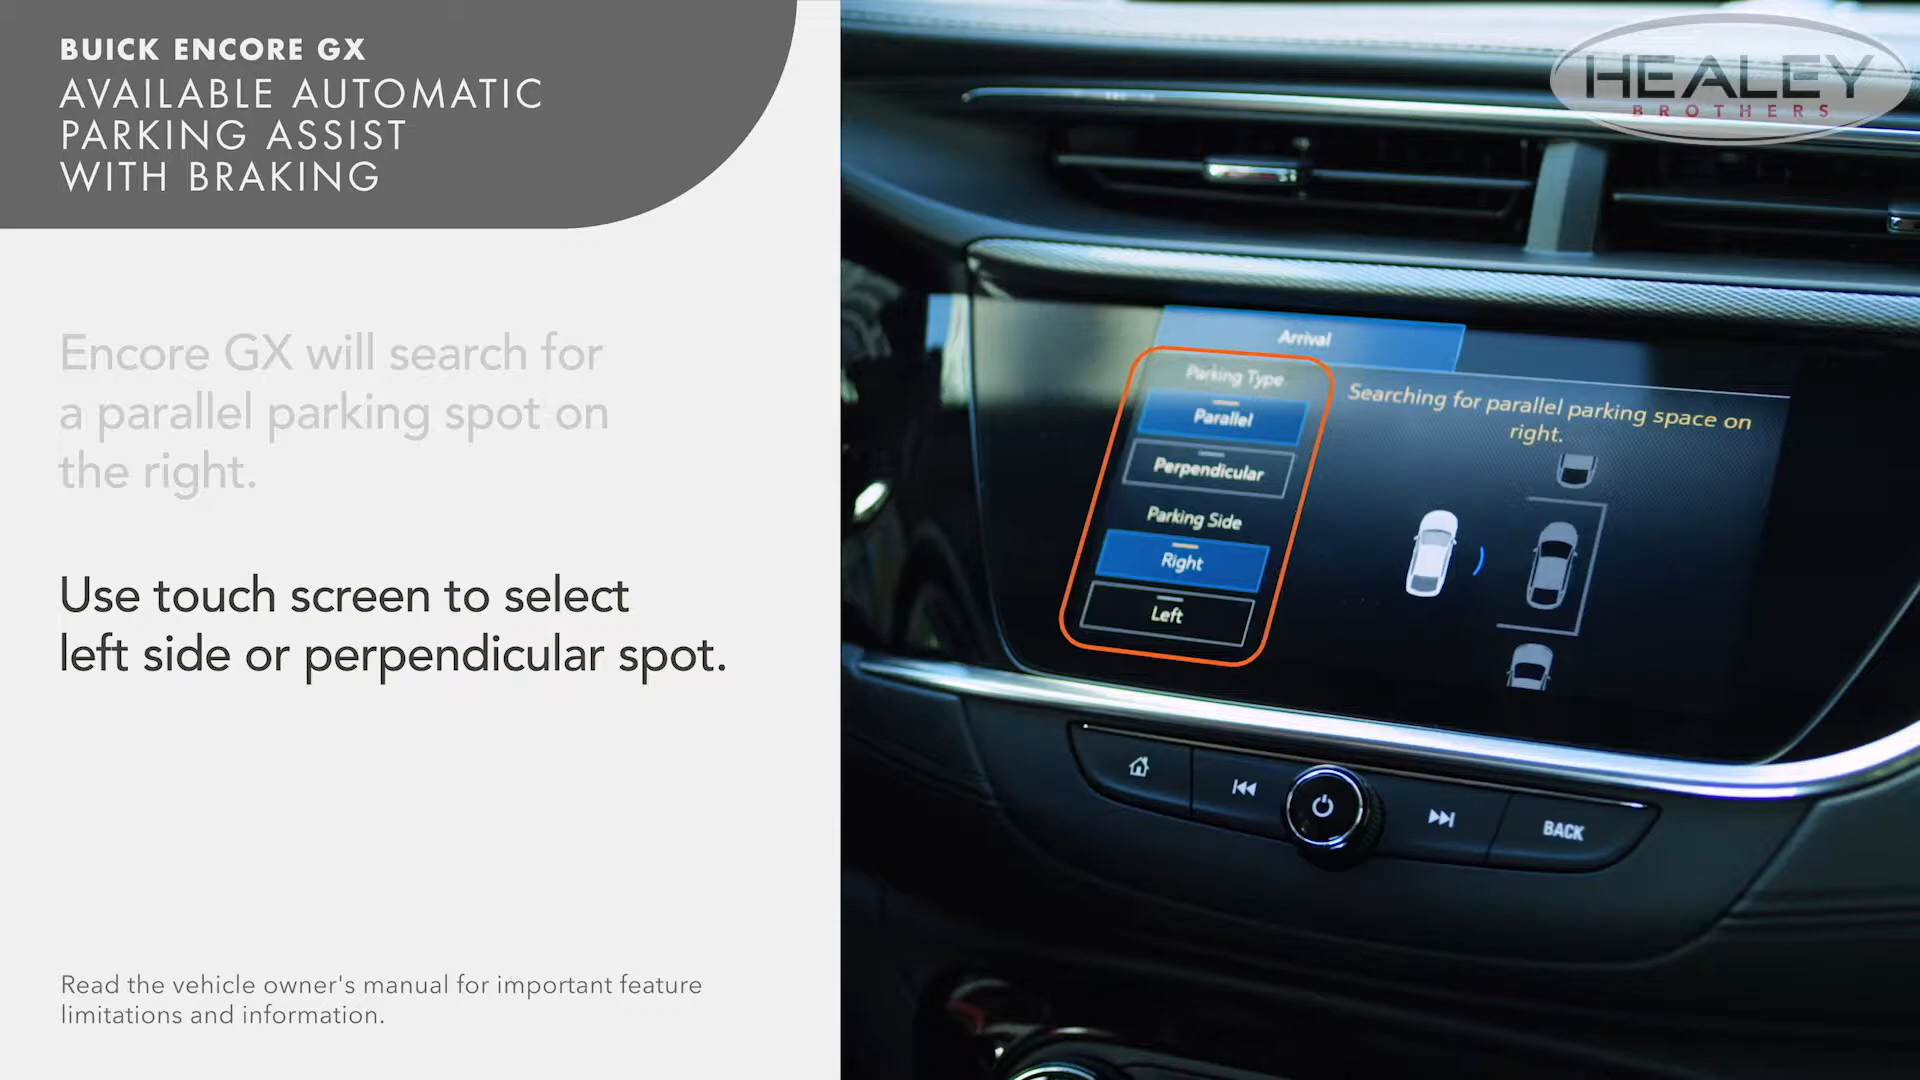 BUICK ENCORE GX
AVAILABLE AUTOMATIC
PARKING ASSIST
WITH BRAKING
Encore GX will search for
a parallel parking spot on
the right.
Use touch screen to select
left side or perpendicular spot.
Read the vehicle owner's manual for important feature
limitations and information.
HEALEY
BROTHERS
Arrival
Parking Type
Parallel
Perpendicular
Parking Side
Right
Left
Searching for parallel parking space on
right.
BACK